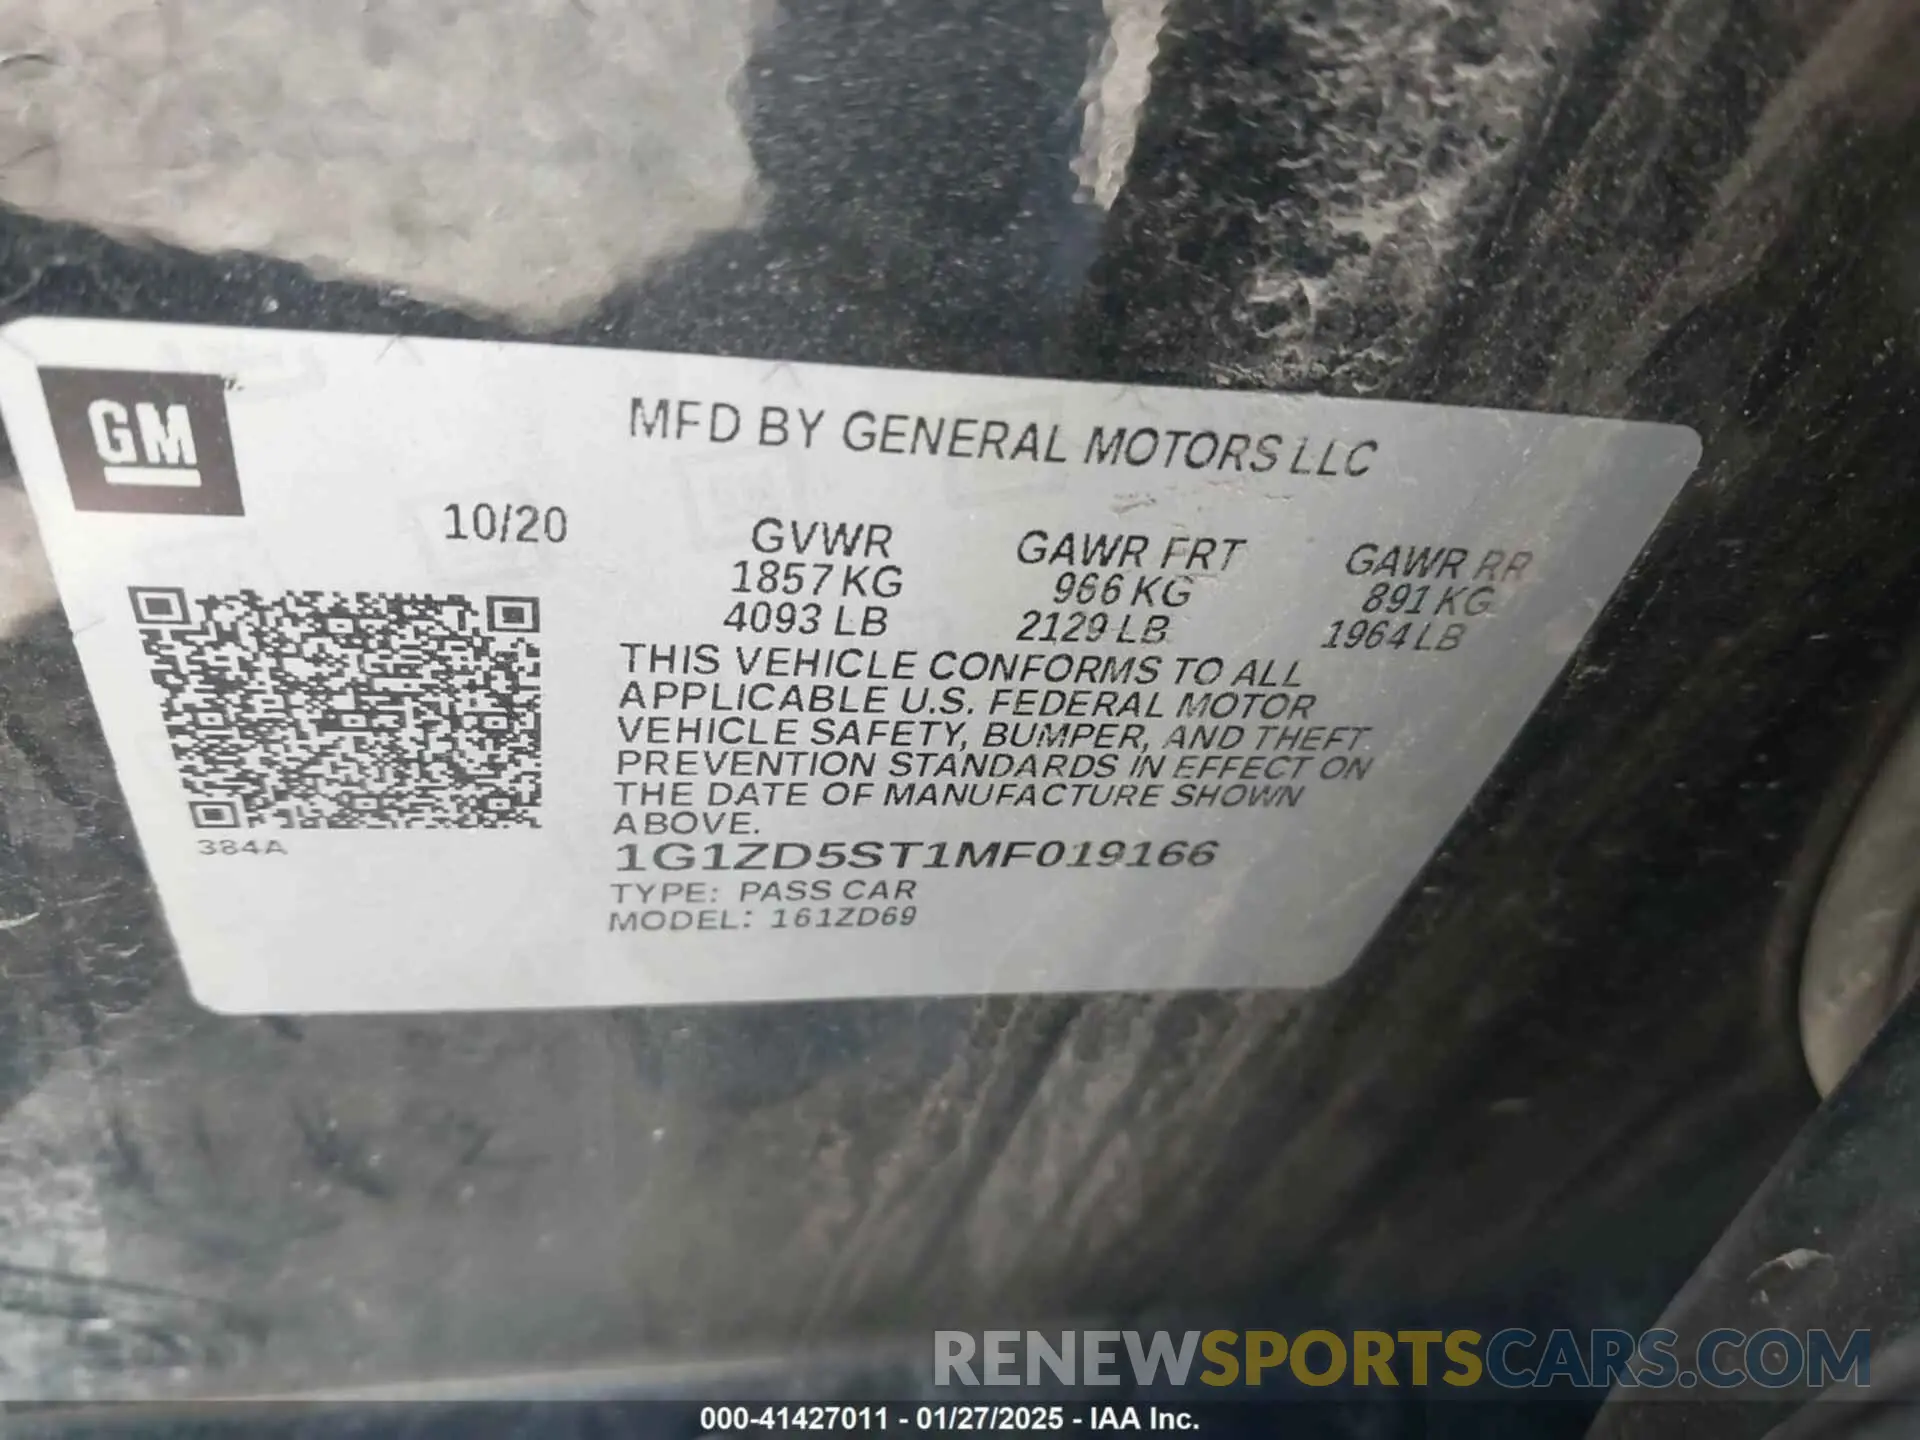 GM
MFD BY GENERAL MOTORS LLC
10/20
GVWR GAWR FRT GAWR RR
1857 KG 966 KG 891 KG
4093 LB 2129 LB 1964 LB
THIS VEHICLE CONFORMS TO ALL
APPLICABLE U.S. FEDERAL MOTOR
VEHICLE SAFETY, BUMPER, AND THEFT
PREVENTION STANDARDS IN EFFECT ON
THE DATE OF MANUFACTURE SHOWN
ABOVE.
384A
1G1ZD5ST1MF019166
TYPE: PASS CAR
MODEL: 161ZD69
RENEWSPORTSCARS.COM
000-41427011 - 01/27/2025 - IAA Inc.